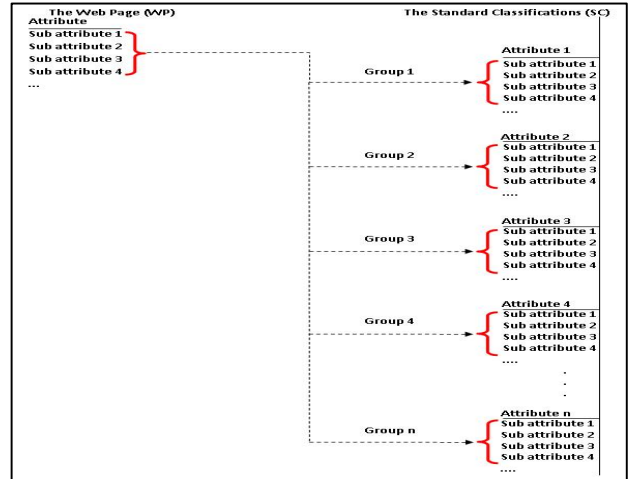 The Web Page (WP)
Attribute
Sub attribute 1
Sub attribute 2
Sub attribute 3
Sub attribute 4
...
The Standard Classifications (SC)
Group 1
Attribute 1
Sub attribute 1
Sub attribute 2
Sub attribute 3
Sub attribute 4
....
Group 2
Attribute 2
Sub attribute 1
Sub attribute 2
Sub attribute 3
Sub attribute 4
....
Group 3
Attribute 3
Sub attribute 1
Sub attribute 2
Sub attribute 3
Sub attribute 4
....
Group 4
Attribute 4
Sub attribute 1
Sub attribute 2
Sub attribute 3
Sub attribute 4
....
.
.
.
Group n
Attribute n
Sub attribute 1
Sub attribute 2
Sub attribute 3
Sub attribute 4
....